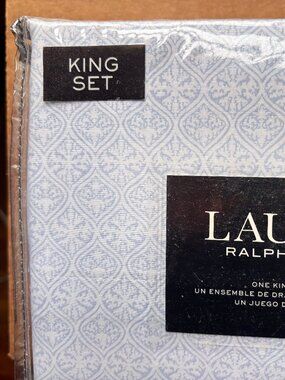 KING
SET
LAU
RALPH
ONE KIN
UN ENSEMBLE DE DRA
UN JUEGO D